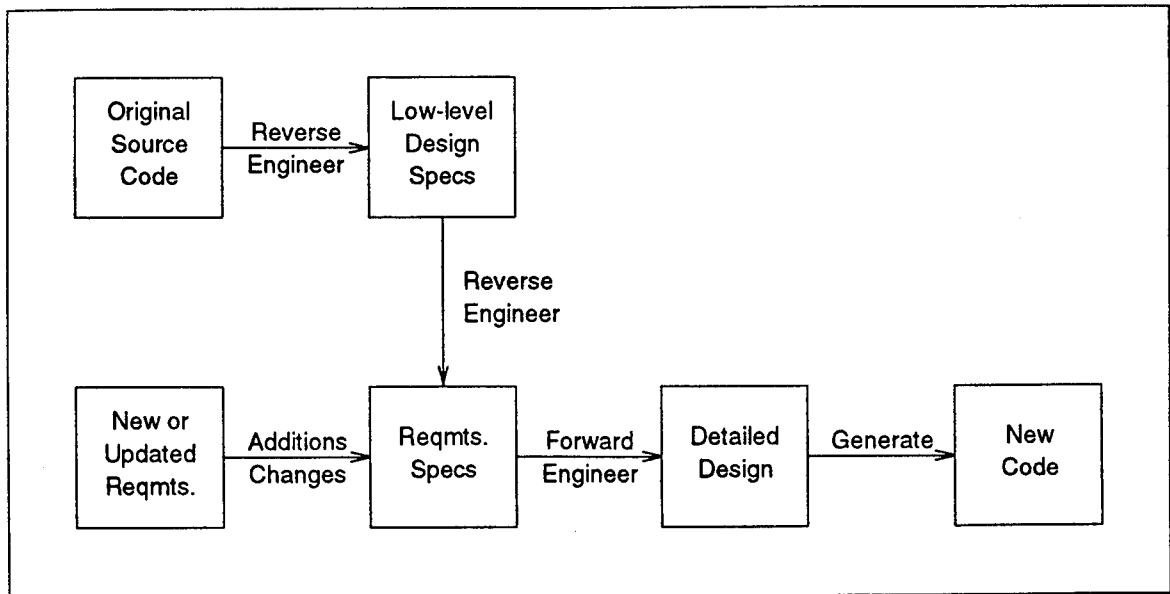 Original
Source
Code
Reverse
Engineer
Low-level
Design
Specs
Reverse
Engineer
New or
Updated
Reqmts.
Additions
Changes
Reqmts.
Specs
Forward
Engineer
Detailed
Design
Generate
New
Code